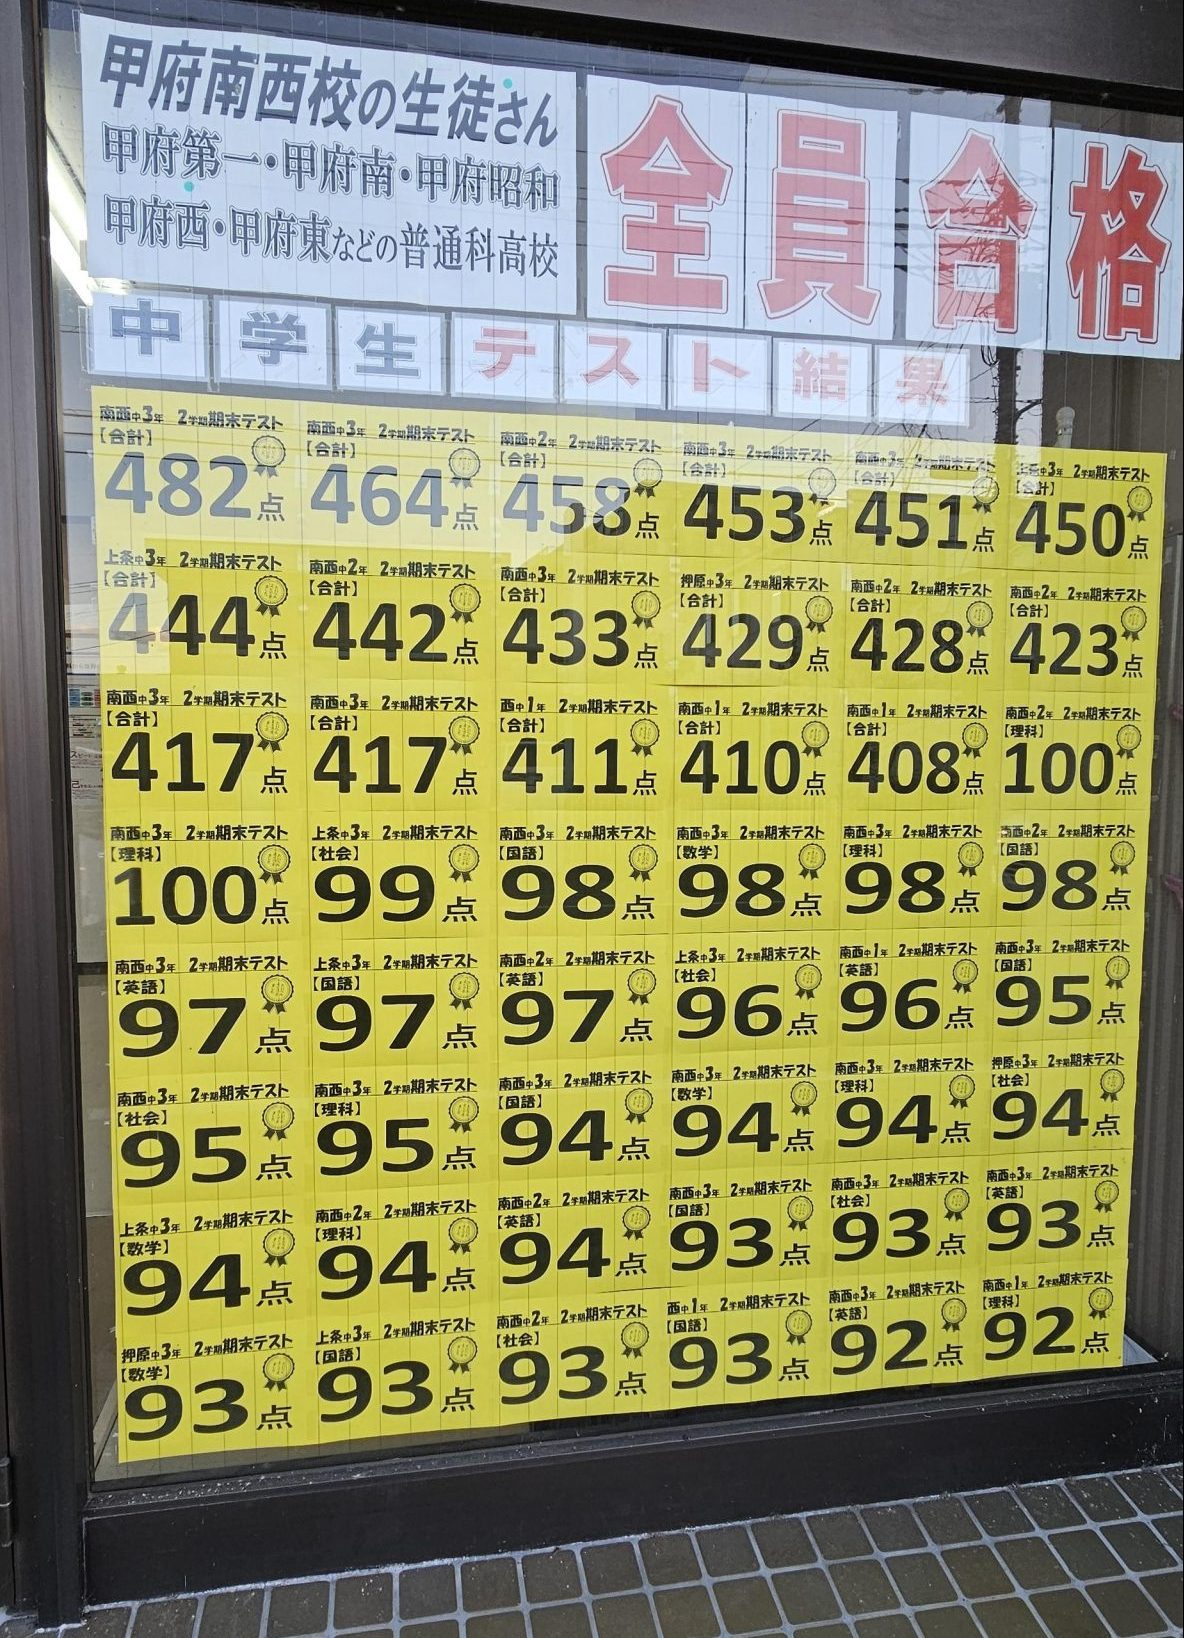 甲府南西校の生徒さん
甲府第一・甲府南・甲府昭和
甲府西・甲府東などの普通科高校
全員合格
中学生テスト結果
南西中3年 2学期期末テスト
【合計】
482点
南西中3年 2学期期末テスト
【合計】
464点
南西中2年 2学期期末テスト
【合計】
458点
南西中3年 2学期期末テスト
【合計】
453点
南西中3年 2学期期末テスト
【合計】
451点
上条中3年 2学期期末テスト
【合計】
450点
上条中3年 2学期期末テスト
【合計】
444点
南西中2年 2学期期末テスト
【合計】
442点
南西中3年 2学期期末テスト
【合計】
433点
押原中3年 2学期期末テスト
【合計】
429点
南西中2年 2学期期末テスト
【合計】
428点
南西中2年 2学期期末テスト
【合計】
423点
南西中3年 2学期期末テスト
【合計】
417点
南西中3年 2学期期末テスト
【合計】
417点
西中1年 2学期期末テスト
【合計】
411点
南西中1年 2学期期末テスト
【合計】
410点
南西中1年 2学期期末テスト
【合計】
408点
南西中2年 2学期期末テスト
【理科】
100点
南西中3年 2学期期末テスト
【理科】
100点
上条中3年 2学期期末テスト
【社会】
99点
南西中3年 2学期期末テスト
【国語】
98点
南西中3年 2学期期末テスト
【数学】
98点
南西中3年 2学期期末テスト
【理科】
98点
南西中2年 2学期期末テスト
【国語】
98点
南西中3年 2学期期末テスト
【英語】
97点
上条中3年 2学期期末テスト
【国語】
97点
南西中2年 2学期期末テスト
【英語】
97点
上条中3年 2学期期末テスト
【社会】
96点
南西中1年 2学期期末テスト
【英語】
96点
南西中3年 2学期期末テスト
【国語】
95点
南西中3年 2学期期末テスト
【社会】
95点
南西中3年 2学期期末テスト
【理科】
95点
南西中3年 2学期期末テスト
【国語】
94点
南西中3年 2学期期末テスト
【数学】
94点
南西中3年 2学期期末テスト
【理科】
94点
押原中3年 2学期期末テスト
【社会】
94点
上条中3年 2学期期末テスト
【数学】
94点
南西中2年 2学期期末テスト
【理科】
94点
南西中2年 2学期期末テスト
【英語】
94点
南西中3年 2学期期末テスト
【国語】
93点
南西中3年 2学期期末テスト
【社会】
93点
南西中3年 2学期期末テスト
【英語】
93点
押原中3年 2学期期末テスト
【数学】
93点
上条中3年 2学期期末テスト
【国語】
93点
南西中2年 2学期期末テスト
【社会】
93点
西中1年 2学期期末テスト
【国語】
93点
南西中3年 2学期期末テスト
【英語】
92点
南西中1年 2学期期末テスト
【理科】
92点